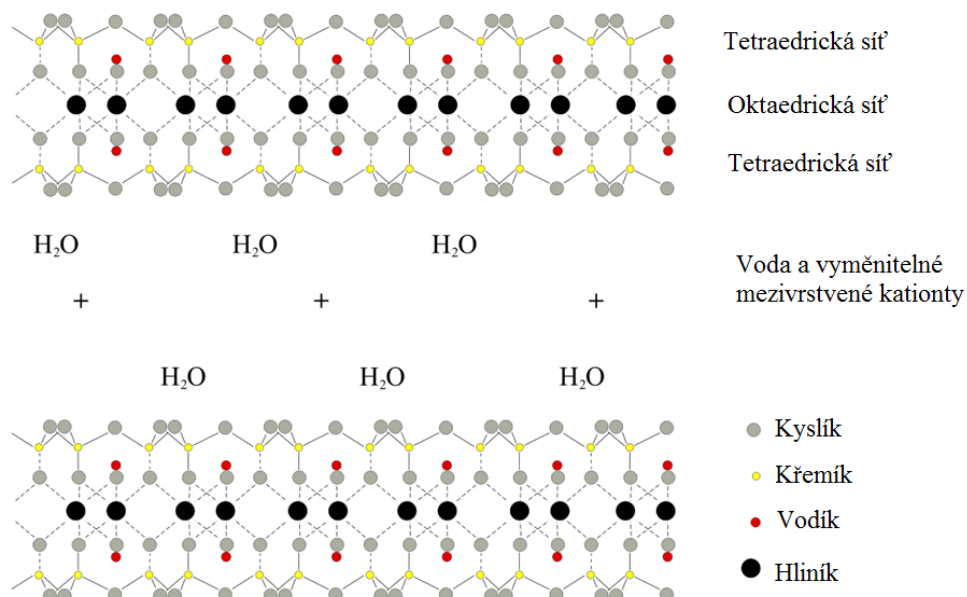 Tetraedrická síť
Oktaedrická síť
Tetraedrická síť
H₂O H₂O H₂O
Voda a vyměnitelné
mezivrstvené kationty
+ + +
H₂O H₂O H₂O
Kyslík
Křemík
Vodík
Hliník